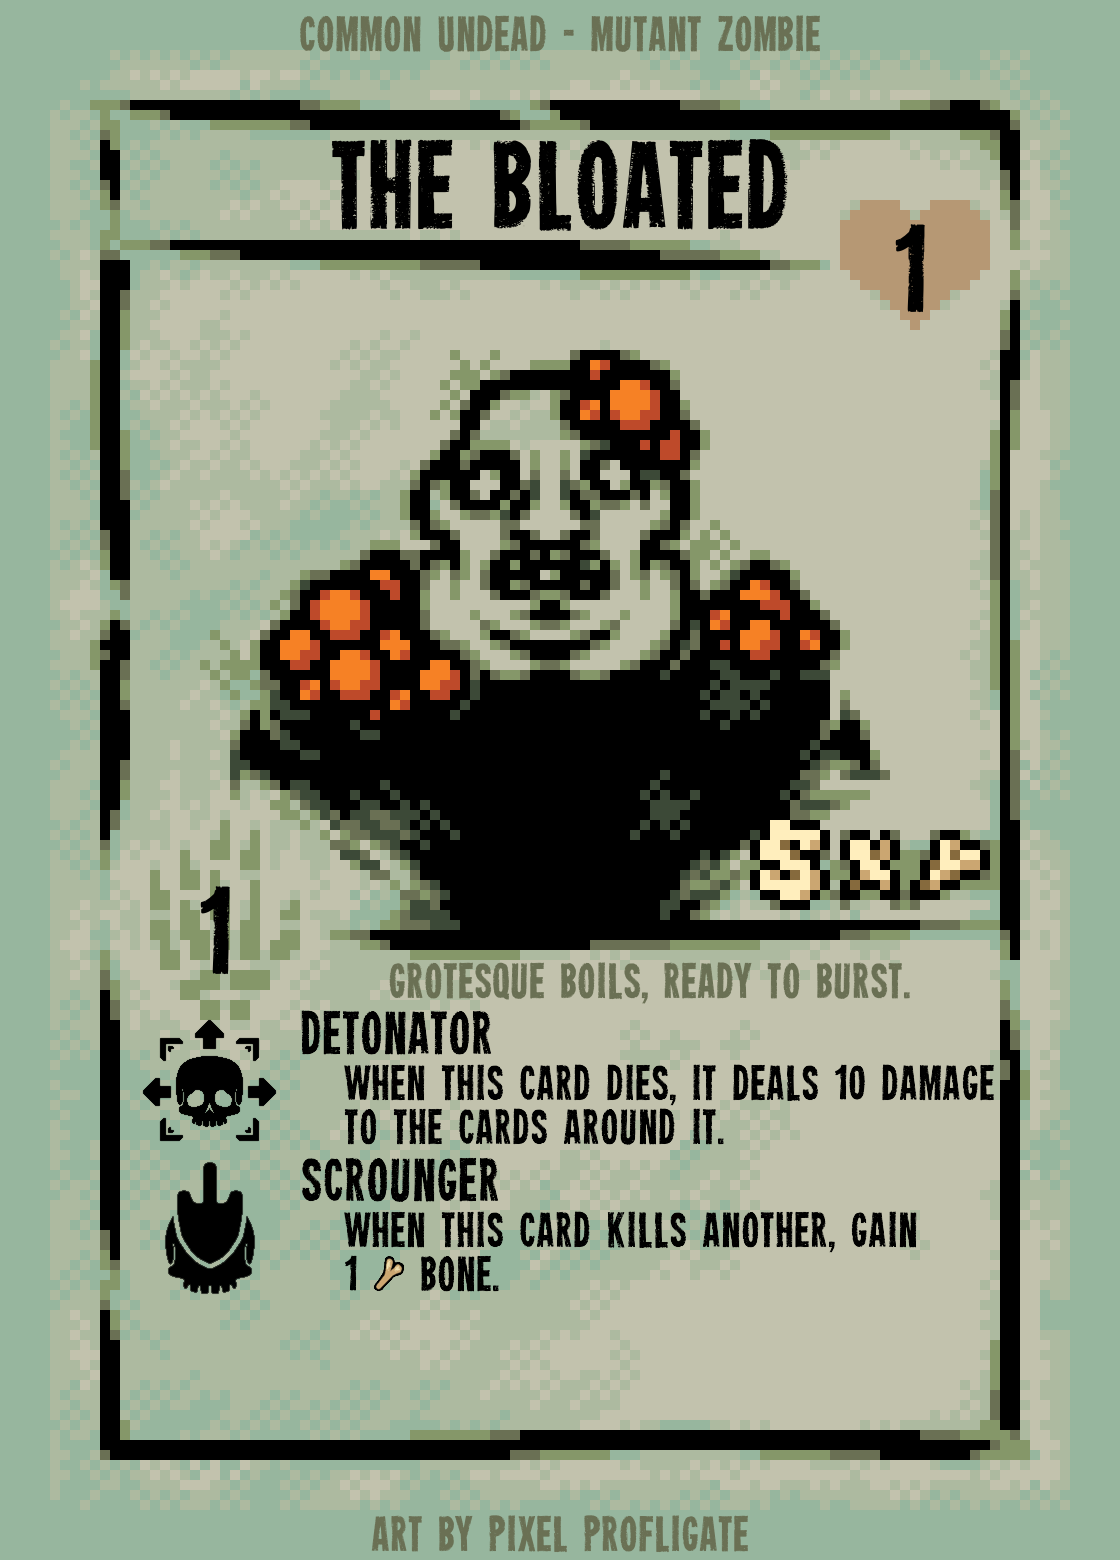 COMMON UNDEAD - MUTANT ZOMBIE
THE BLOATED
1
5 X
1
GROTESQUE BOILS, READY TO BURST.
DETONATOR
WHEN THIS CARD DIES, IT DEALS 10 DAMAGE
TO THE CARDS AROUND IT.
SCROUNGER
WHEN THIS CARD KILLS ANOTHER, GAIN
1 BONE.
ART BY PIXEL PROFLIGATE